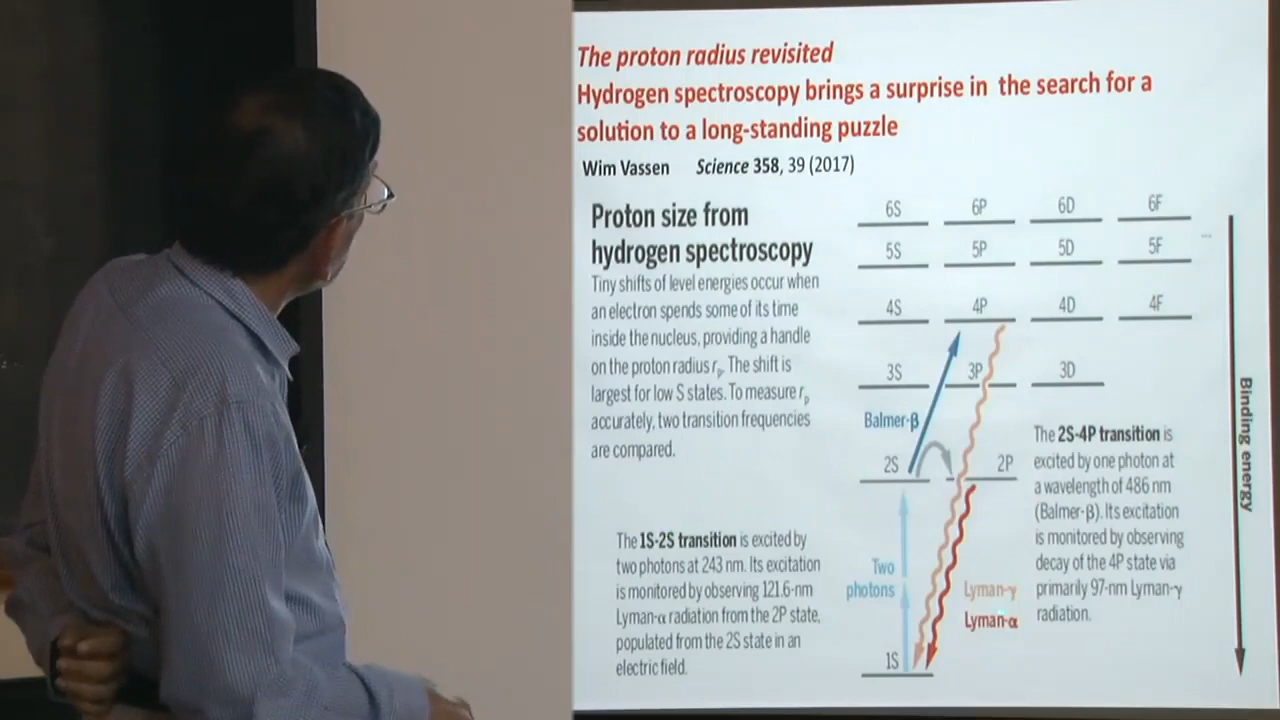 The proton radius revisited
Hydrogen spectroscopy brings a surprise in the search for a
solution to a long-standing puzzle
Wim Vassen Science 358, 39 (2017)
Proton size from
hydrogen spectroscopy
Tiny shifts of level energies occur when
an electron spends some of its time
inside the nucleus, providing a handle
on the proton radius rp. The shift is
largest for low S states. To measure rp
accurately, two transition frequencies
are compared.
The 1S-2S transition is excited by
two photons at 243 nm. Its excitation
is monitored by observing 121.6-nm
Lyman-α radiation from the 2P state,
populated from the 2S state in an
electric field.
6S 6P 6D 6F
5S 5P 5D 5F
...
4S 4P 4D 4F
3S 3P 3D
Balmer-β
2S 2P
Two
photons
Lyman-γ
Lyman-α
1S
The 2S-4P transition is
excited by one photon at
a wavelength of 486 nm
(Balmer-β). Its excitation
is monitored by observing
decay of the 4P state via
primarily 97-nm Lyman-γ
radiation.
Binding energy